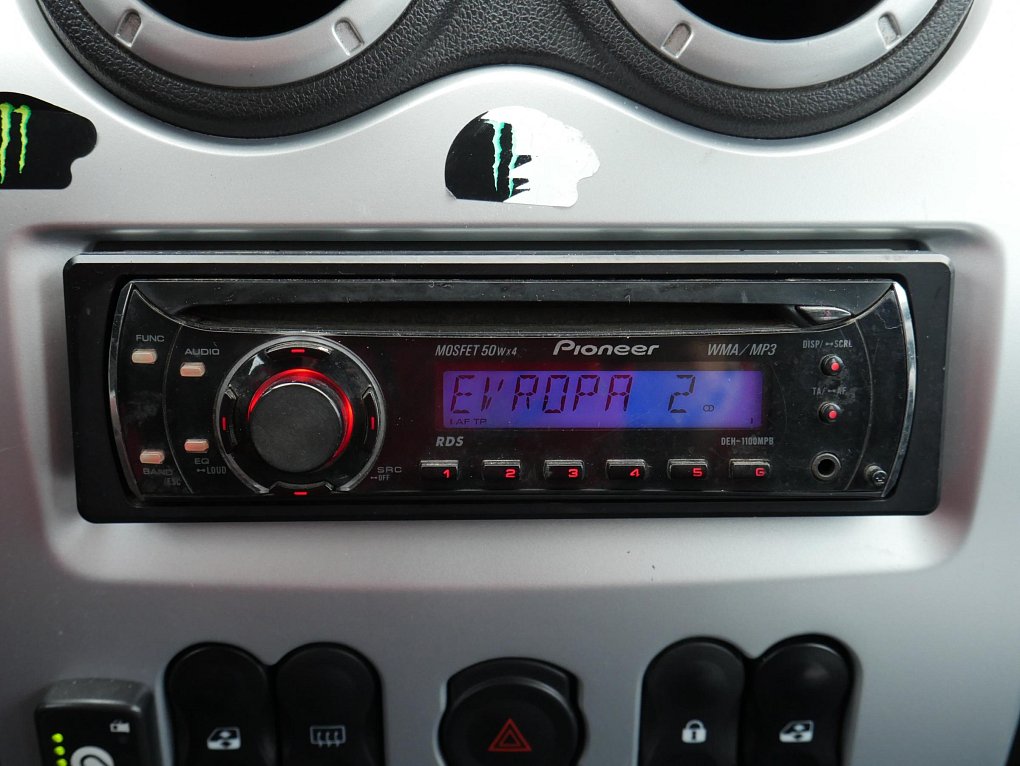 MOSFET 50Wx4 Pioneer WMA/MP3
DISP/ SCRL
FUNC
AUDIO
EVROPA 2
TA/ AF
AF TP
RDS
DEH-1100MPB
BAND
/ESC
EQ
LOUD
SRC
OFF
1 2 3 4 5 6